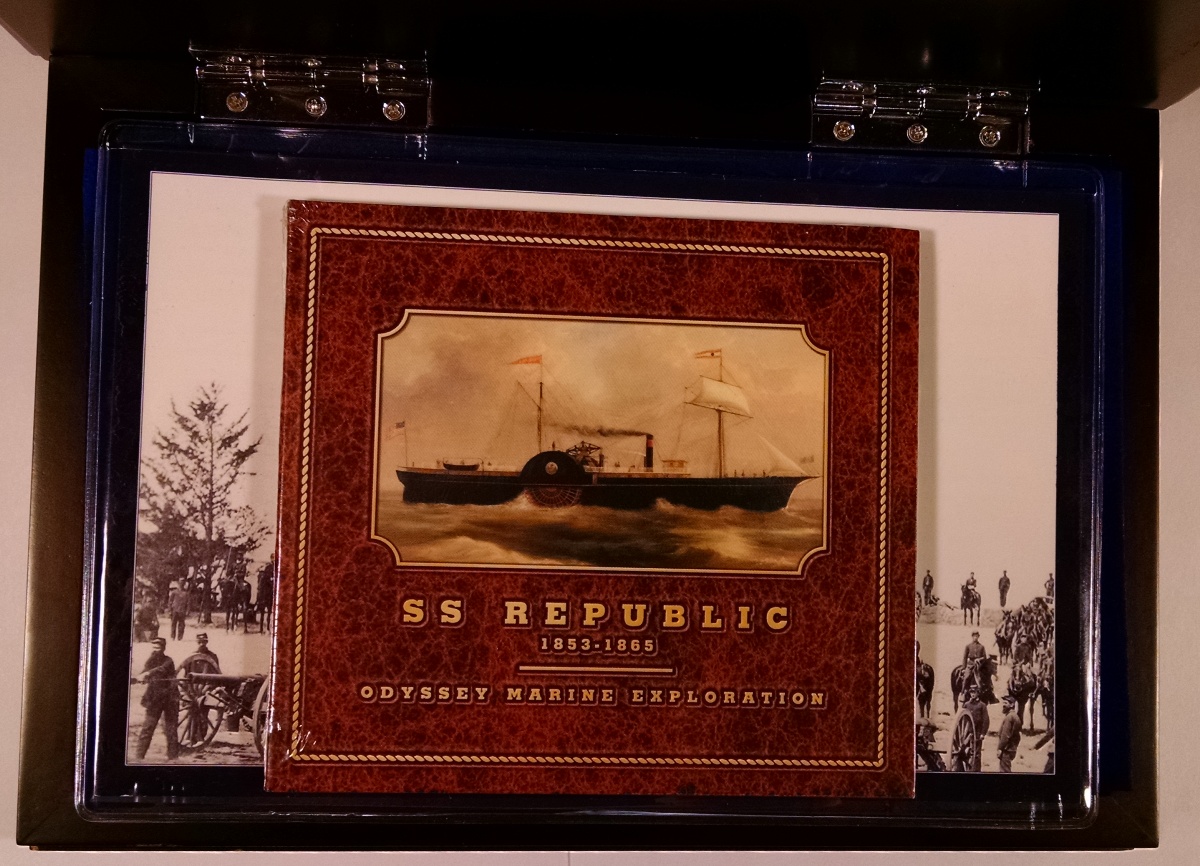 SS REPUBLIC
1853-1865
ODYSSEY MARINE EXPLORATION